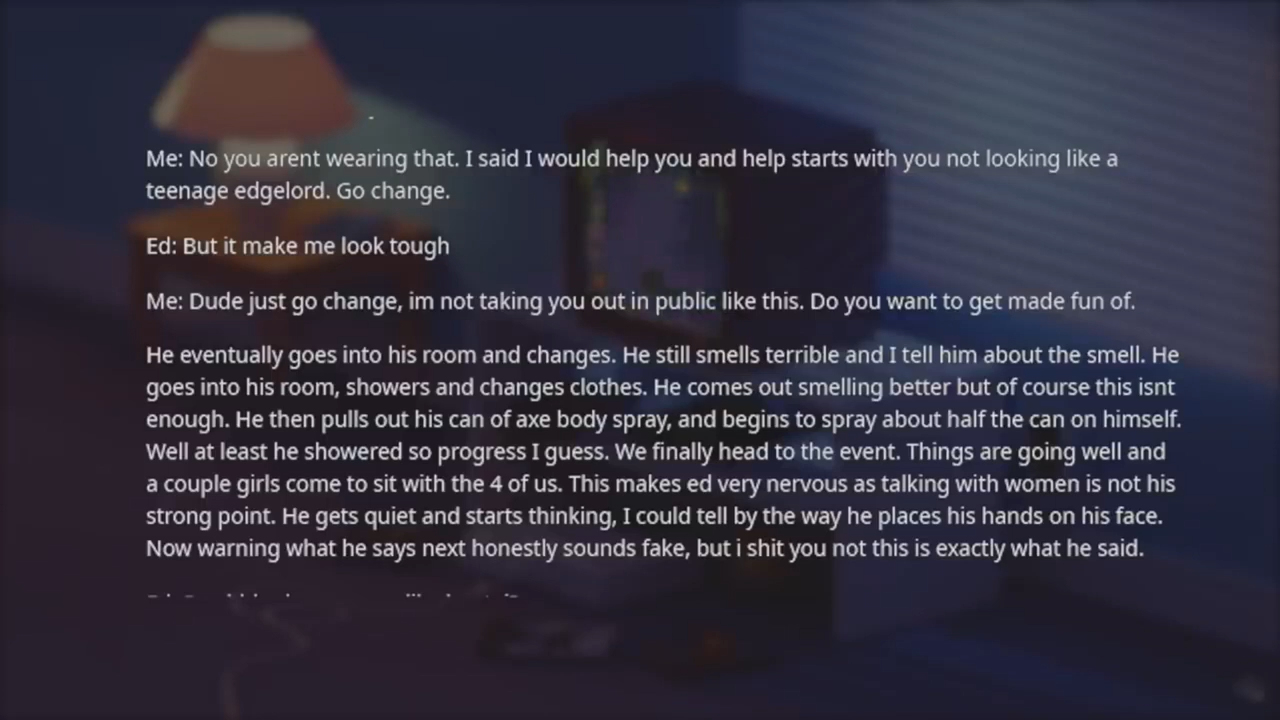 Me: No you arent wearing that. I said I would help you and help starts with you not looking like a
teenage edgelord. Go change.
Ed: But it make me look tough
Me: Dude just go change, im not taking you out in public like this. Do you want to get made fun of.
He eventually goes into his room and changes. He still smells terrible and I tell him about the smell. He
goes into his room, showers and changes clothes. He comes out smelling better but of course this isnt
enough. He then pulls out his can of axe body spray, and begins to spray about half the can on himself.
Well at least he showered so progress I guess. We finally head to the event. Things are going well and
a couple girls come to sit with the 4 of us. This makes ed very nervous as talking with women is not his
strong point. He gets quiet and starts thinking, I could tell by the way he places his hands on his face.
Now warning what he says next honestly sounds fake, but i shit you not this is exactly what he said.